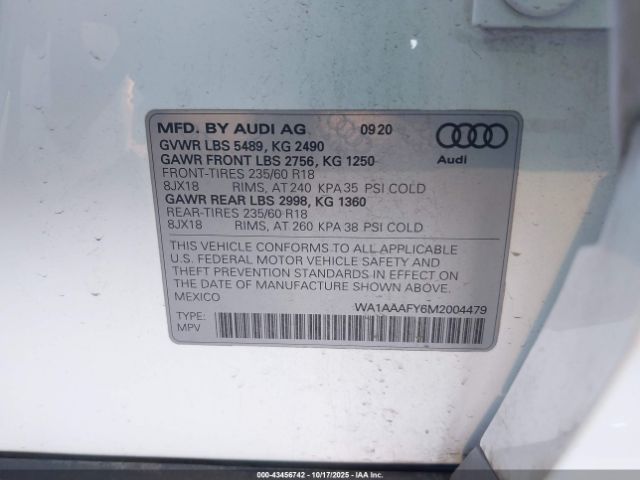 MFD. BY AUDI AG 0920
GVWR LBS 5489, KG 2490
GAWR FRONT LBS 2756, KG 1250
FRONT-TIRES 235/60 R18
8JX18 RIMS, AT 240 KPA 35 PSI COLD
GAWR REAR LBS 2998, KG 1360
REAR-TIRES 235/60 R18
8JX18 RIMS, AT 260 KPA 38 PSI COLD
Audi
THIS VEHICLE CONFORMS TO ALL APPLICABLE
U.S. FEDERAL MOTOR VEHICLE SAFETY AND
THEFT PREVENTION STANDARDS IN EFFECT ON
THE DATE OF MANUFACTURE SHOWN ABOVE.
MEXICO
WA1AAAFY6M2004479
TYPE:
MPV
000-43456742 - 10/17/2025 - IAAI.COM